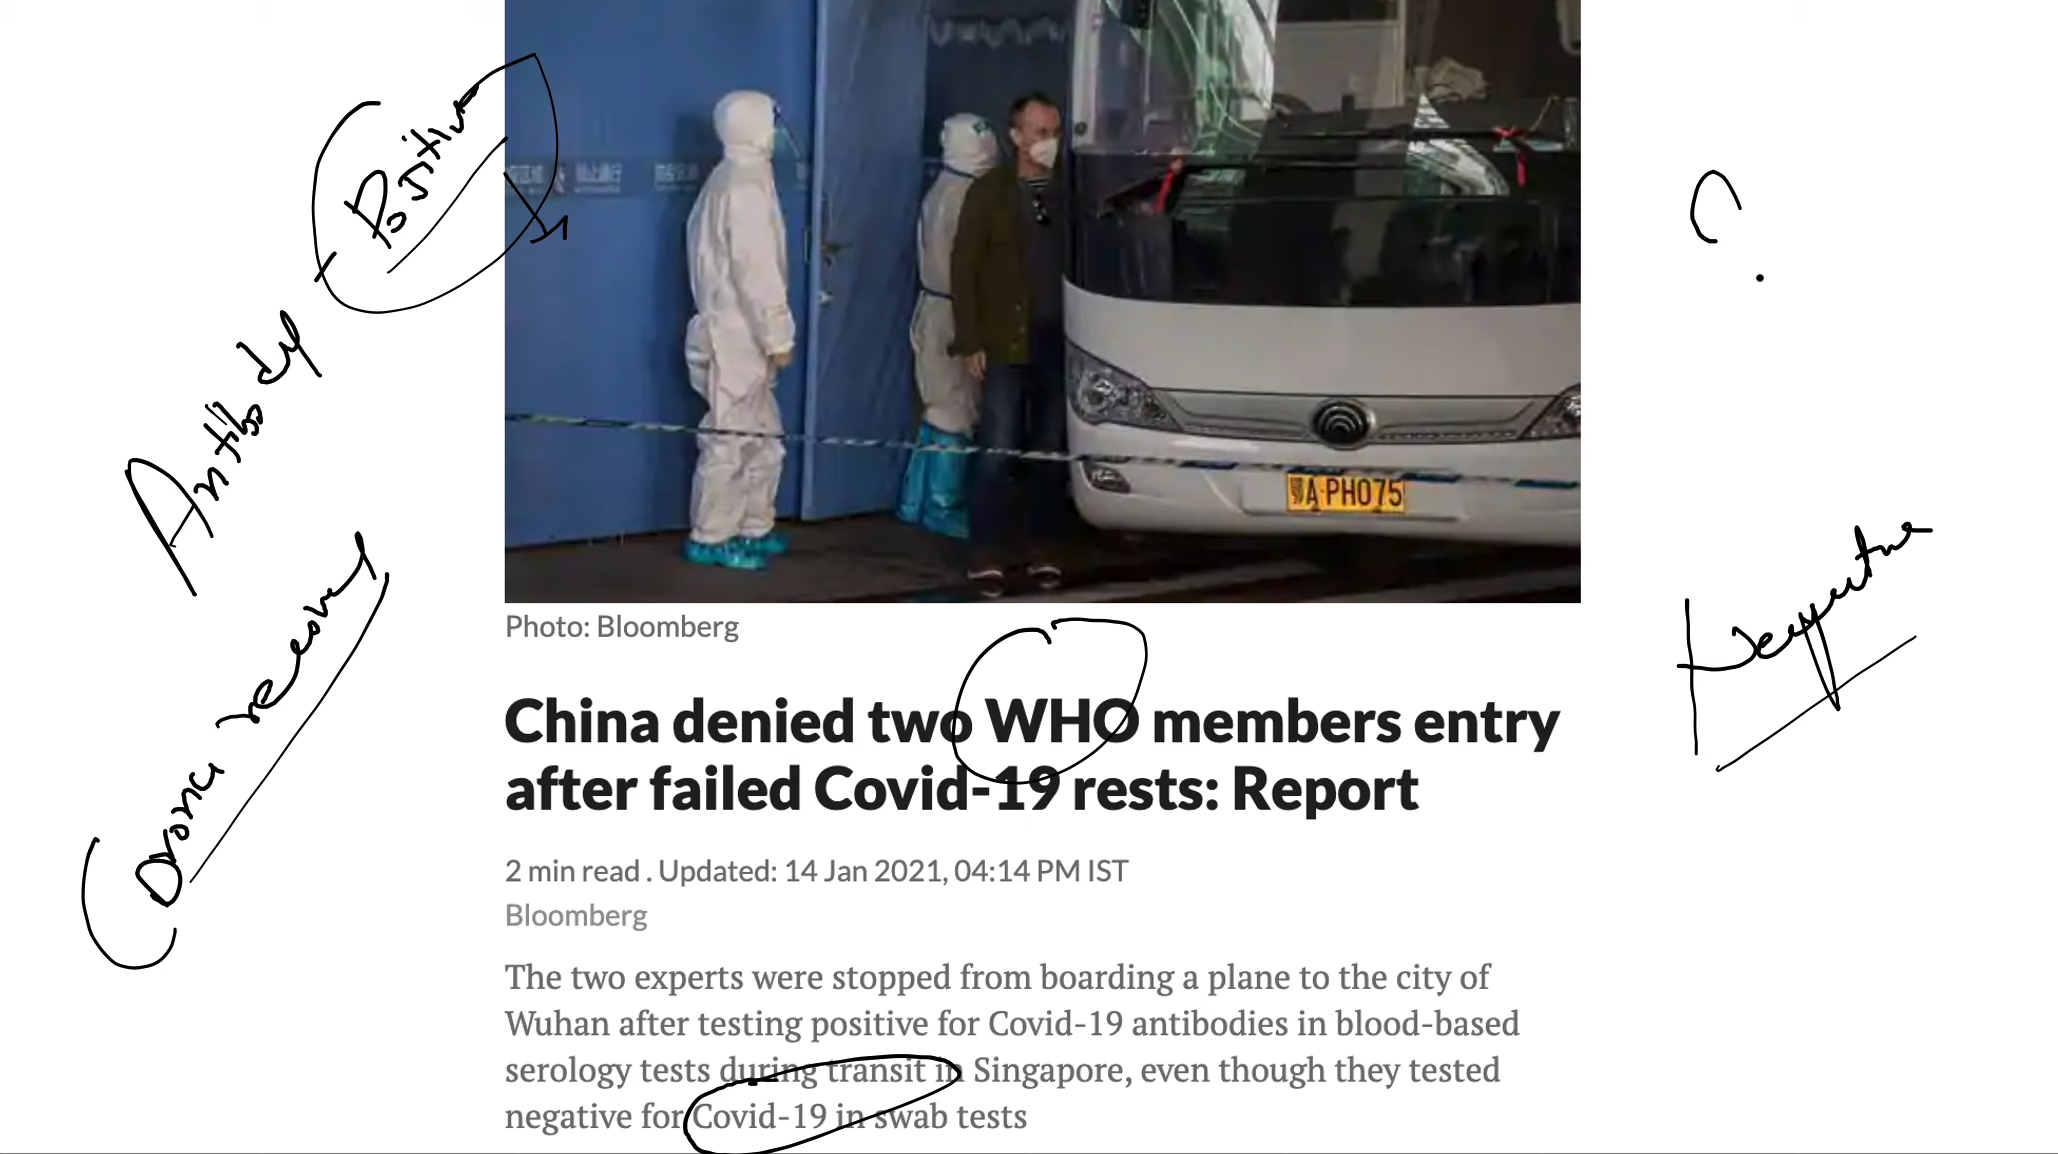 Positive
Antibody
Corona recovered
?
Negative
鄂A·PH075
Photo: Bloomberg
China denied two WHO members entry
after failed Covid-19 rests: Report
2 min read . Updated: 14 Jan 2021, 04:14 PM IST
Bloomberg
The two experts were stopped from boarding a plane to the city of
Wuhan after testing positive for Covid-19 antibodies in blood-based
serology tests during transit in Singapore, even though they tested
negative for Covid-19 in swab tests